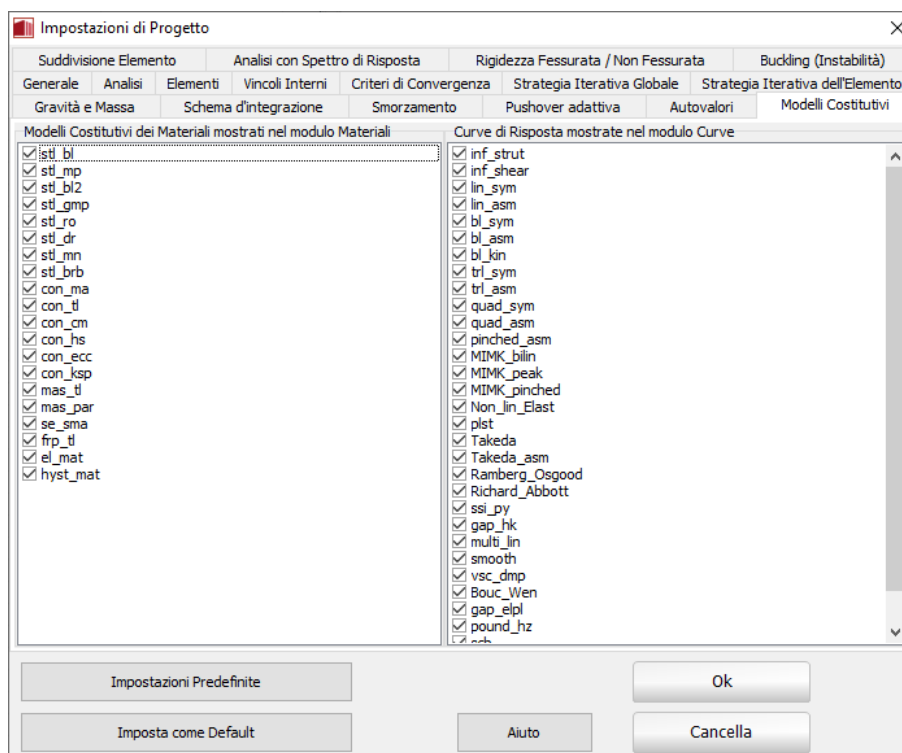 Impostazioni di Progetto
Suddivisione Elemento Analisi con Spettro di Risposta Rigidezza Fessurata / Non Fessurata Buckling (Instabilità)
Generale Analisi Elementi Vincoli Interni Criteri di Convergenza Strategia Iterativa Globale Strategia Iterativa dell'Elemento
Gravità e Massa Schema d'integrazione Smorzamento Pushover adattiva Autovalori Modelli Costitutivi
Modelli Costitutivi dei Materiali mostrati nel modulo Materiali
stl_bl
stl_mp
stl_bl2
stl_gmp
stl_ro
stl_dr
stl_mn
stl_brb
con_ma
con_tl
con_cm
con_hs
con_ecc
con_ksp
mas_tl
mas_par
se_sma
frp_tl
el_mat
hyst_mat
Curve di Risposta mostrate nel modulo Curve
inf_strut
inf_shear
lin_sym
lin_asm
bl_sym
bl_asm
bl_kin
trl_sym
trl_asm
quad_sym
quad_asm
pinched_asm
MIMK_bilin
MIMK_peak
MIMK_pinched
Non_lin_Elast
plst
Takeda
Takeda_asm
Ramberg_Osgood
Richard_Abbott
ssi_py
gap_hk
multi_lin
smooth
vsc_dmp
Bouc_Wen
gap_elpl
pound_hz
Impostazioni Predefinite
Ok
Imposta come Default
Aiuto
Cancella